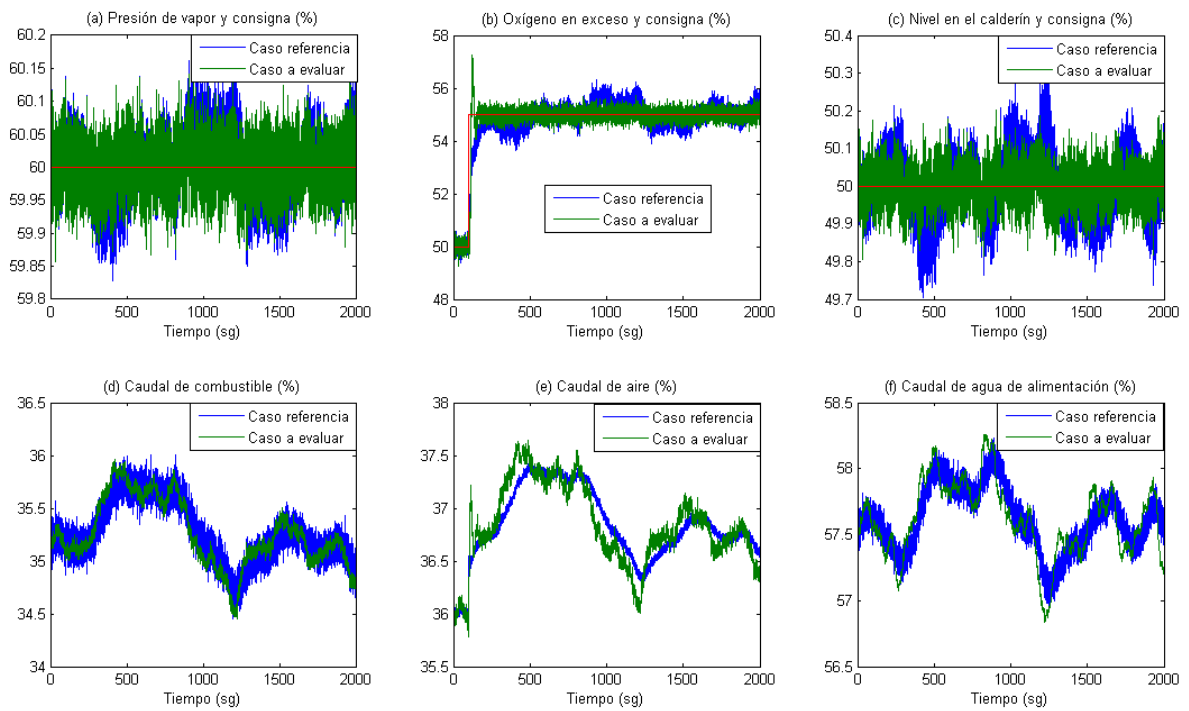 (a) Presión de vapor y consigna (%)
60.2
60.15
60.1
60.05
60
59.95
59.9
59.85
59.8
0
500
1000
1500
2000
Tiempo (sg)
Caso referencia
Caso a evaluar
(b) Oxígeno en exceso y consigna (%)
58
56
54
52
50
48
0
500
1000
1500
2000
Tiempo (sg)
Caso referencia
Caso a evaluar
(c) Nivel en el calderín y consigna (%)
50.4
50.3
50.2
50.1
50
49.9
49.8
49.7
0
500
1000
1500
2000
Tiempo (sg)
Caso referencia
Caso a evaluar
(d) Caudal de combustible (%)
36.5
36
35.5
35
34.5
34
0
500
1000
1500
2000
Tiempo (sg)
Caso referencia
Caso a evaluar
(e) Caudal de aire (%)
38
37.5
37
36.5
36
35.5
0
500
1000
1500
2000
Tiempo (sg)
Caso referencia
Caso a evaluar
(f) Caudal de agua de alimentación (%)
58.5
58
57.5
57
56.5
0
500
1000
1500
2000
Tiempo (sg)
Caso referencia
Caso a evaluar